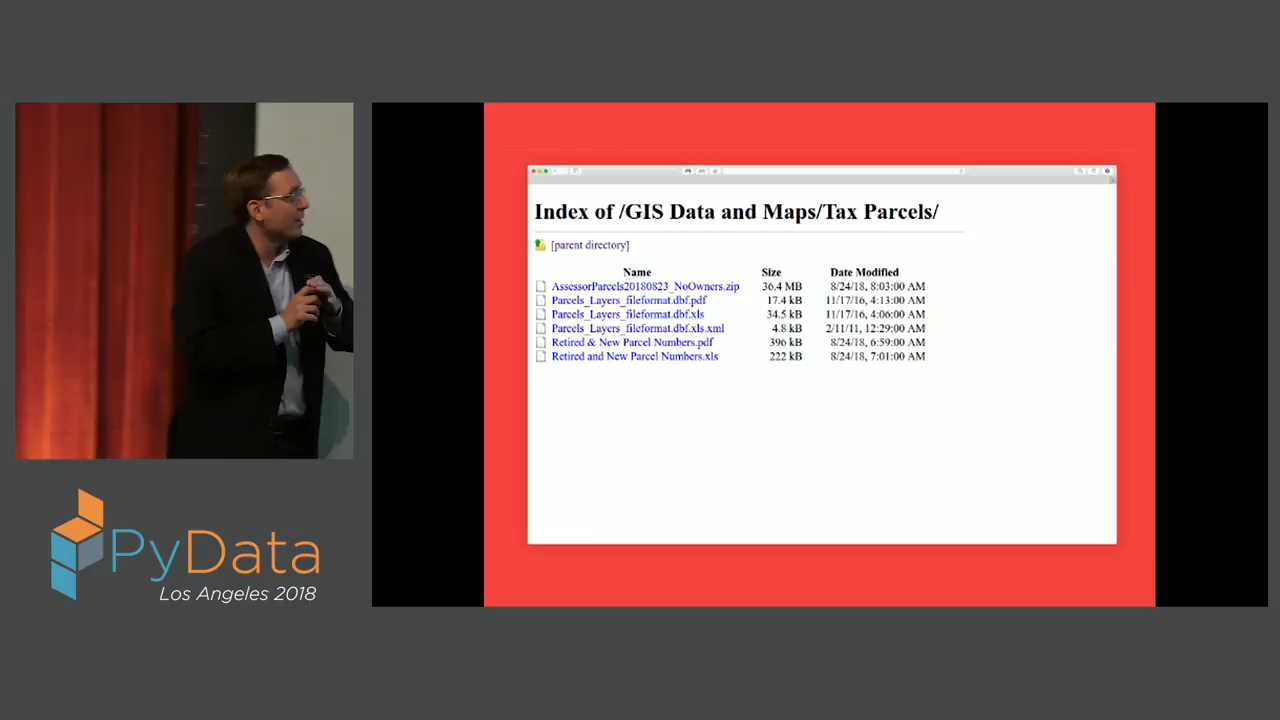 Index of /GIS Data and Maps/Tax Parcels/
[parent directory]
Name Size Date Modified
AssessorParcels20180823_NoOwners.zip 36.4 MB 8/24/18, 8:03:00 AM
Parcels_Layers_fileformat.dbf.pdf 17.4 kB 11/17/16, 4:13:00 AM
Parcels_Layers_fileformat.dbf.xls 34.5 kB 11/17/16, 4:06:00 AM
Parcels_Layers_fileformat.dbf.xls.xml 4.8 kB 2/11/11, 12:29:00 AM
Retired & New Parcel Numbers.pdf 396 kB 8/24/18, 6:59:00 AM
Retired and New Parcel Numbers.xls 222 kB 8/24/18, 7:01:00 AM
PyData
Los Angeles 2018